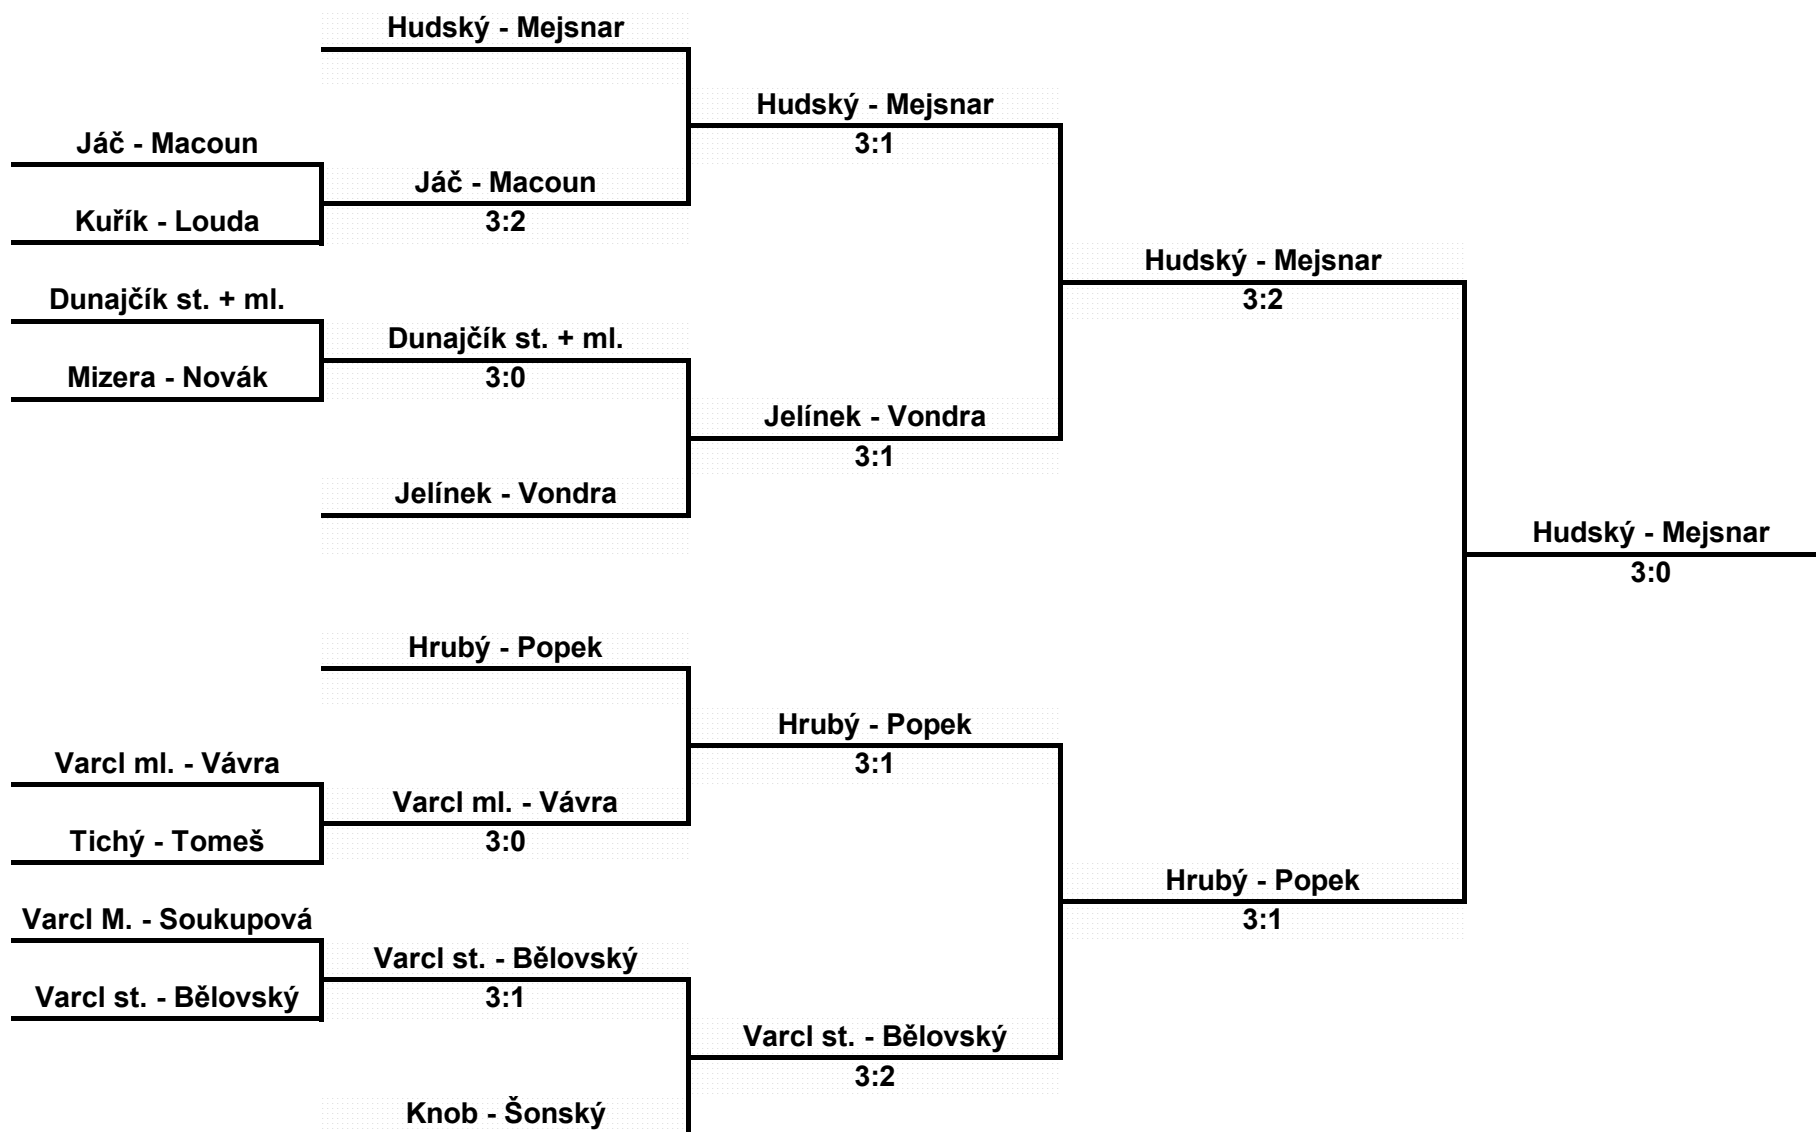 Hudský - Mejsnar
Hudský - Mejsnar
3:1
Jáč - Macoun
Jáč - Macoun
3:2
Kuřík - Louda
Hudský - Mejsnar
3:2
Dunajčík st. + ml.
Dunajčík st. + ml.
3:0
Mizera - Novák
Jelínek - Vondra
3:1
Jelínek - Vondra
Hudský - Mejsnar
3:0
Hrubý - Popek
Hrubý - Popek
3:1
Varcl ml. - Vávra
Varcl ml. - Vávra
3:0
Tichý - Tomeš
Hrubý - Popek
3:1
Varcl M. - Soukupová
Varcl st. - Bělovský
3:1
Varcl st. - Bělovský
Varcl st. - Bělovský
3:2
Knob - Šonský